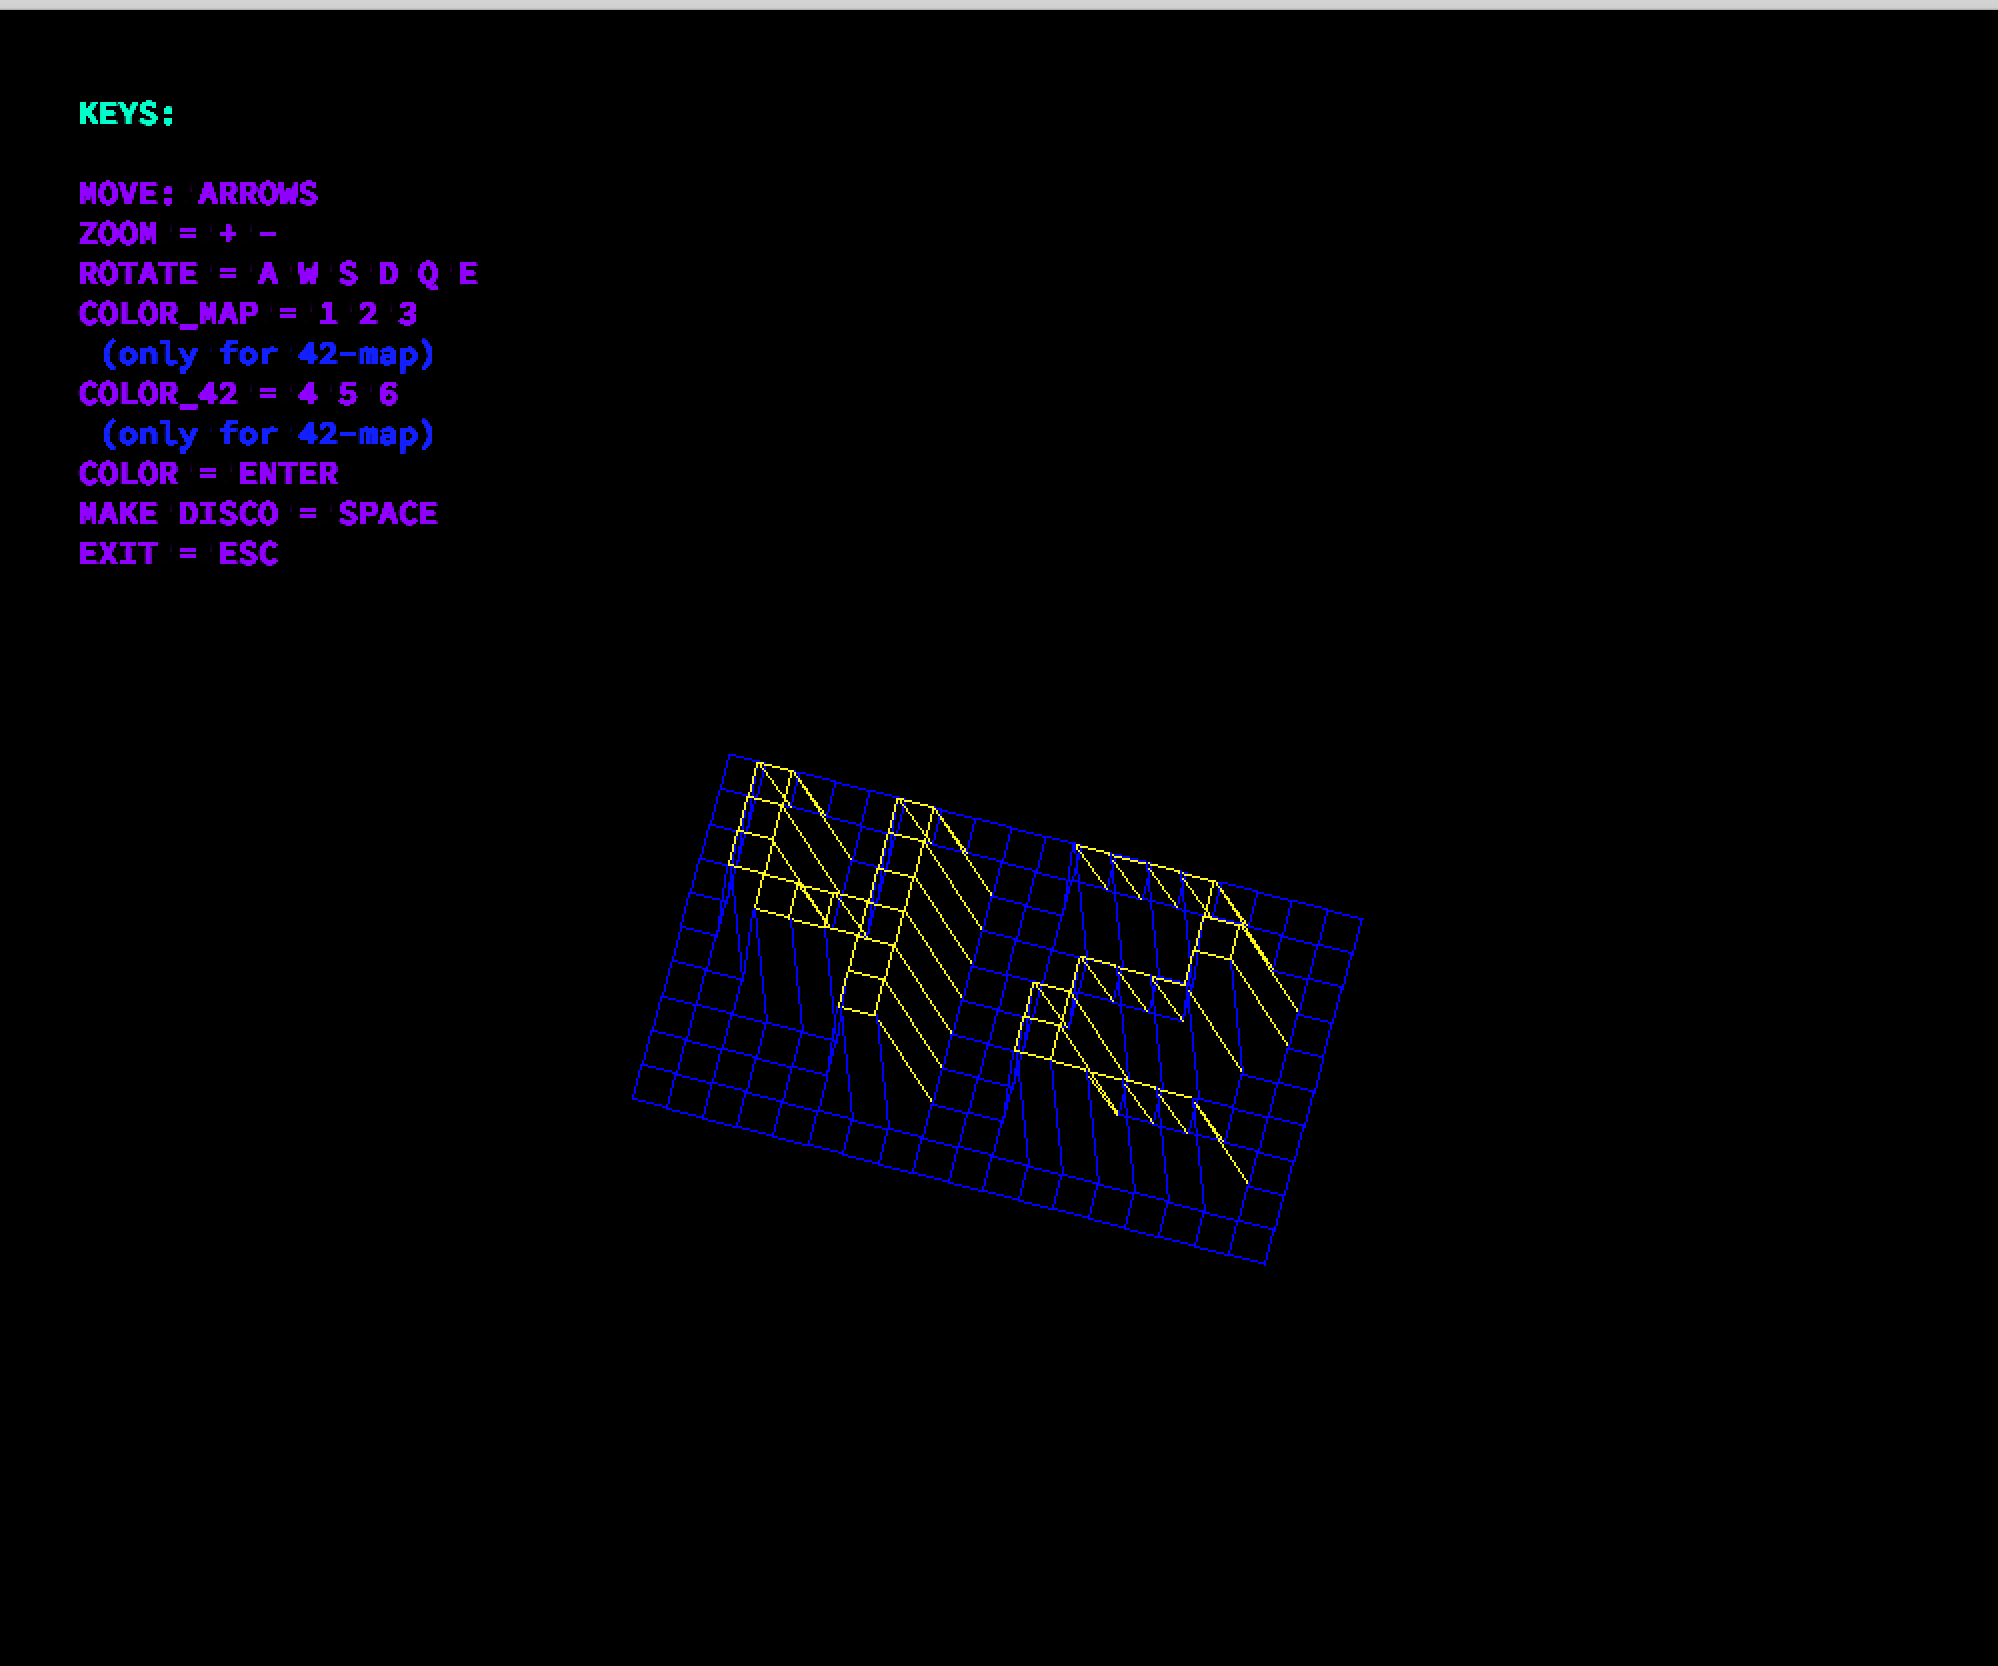 KEYS:
MOVE: ARROWS
ZOOM = + -
ROTATE = A W S D Q E
COLOR_MAP = 1 2 3
(only for 42-map)
COLOR_42 = 4 5 6
(only for 42-map)
COLOR = ENTER
MAKE DISCO = SPACE
EXIT = ESC